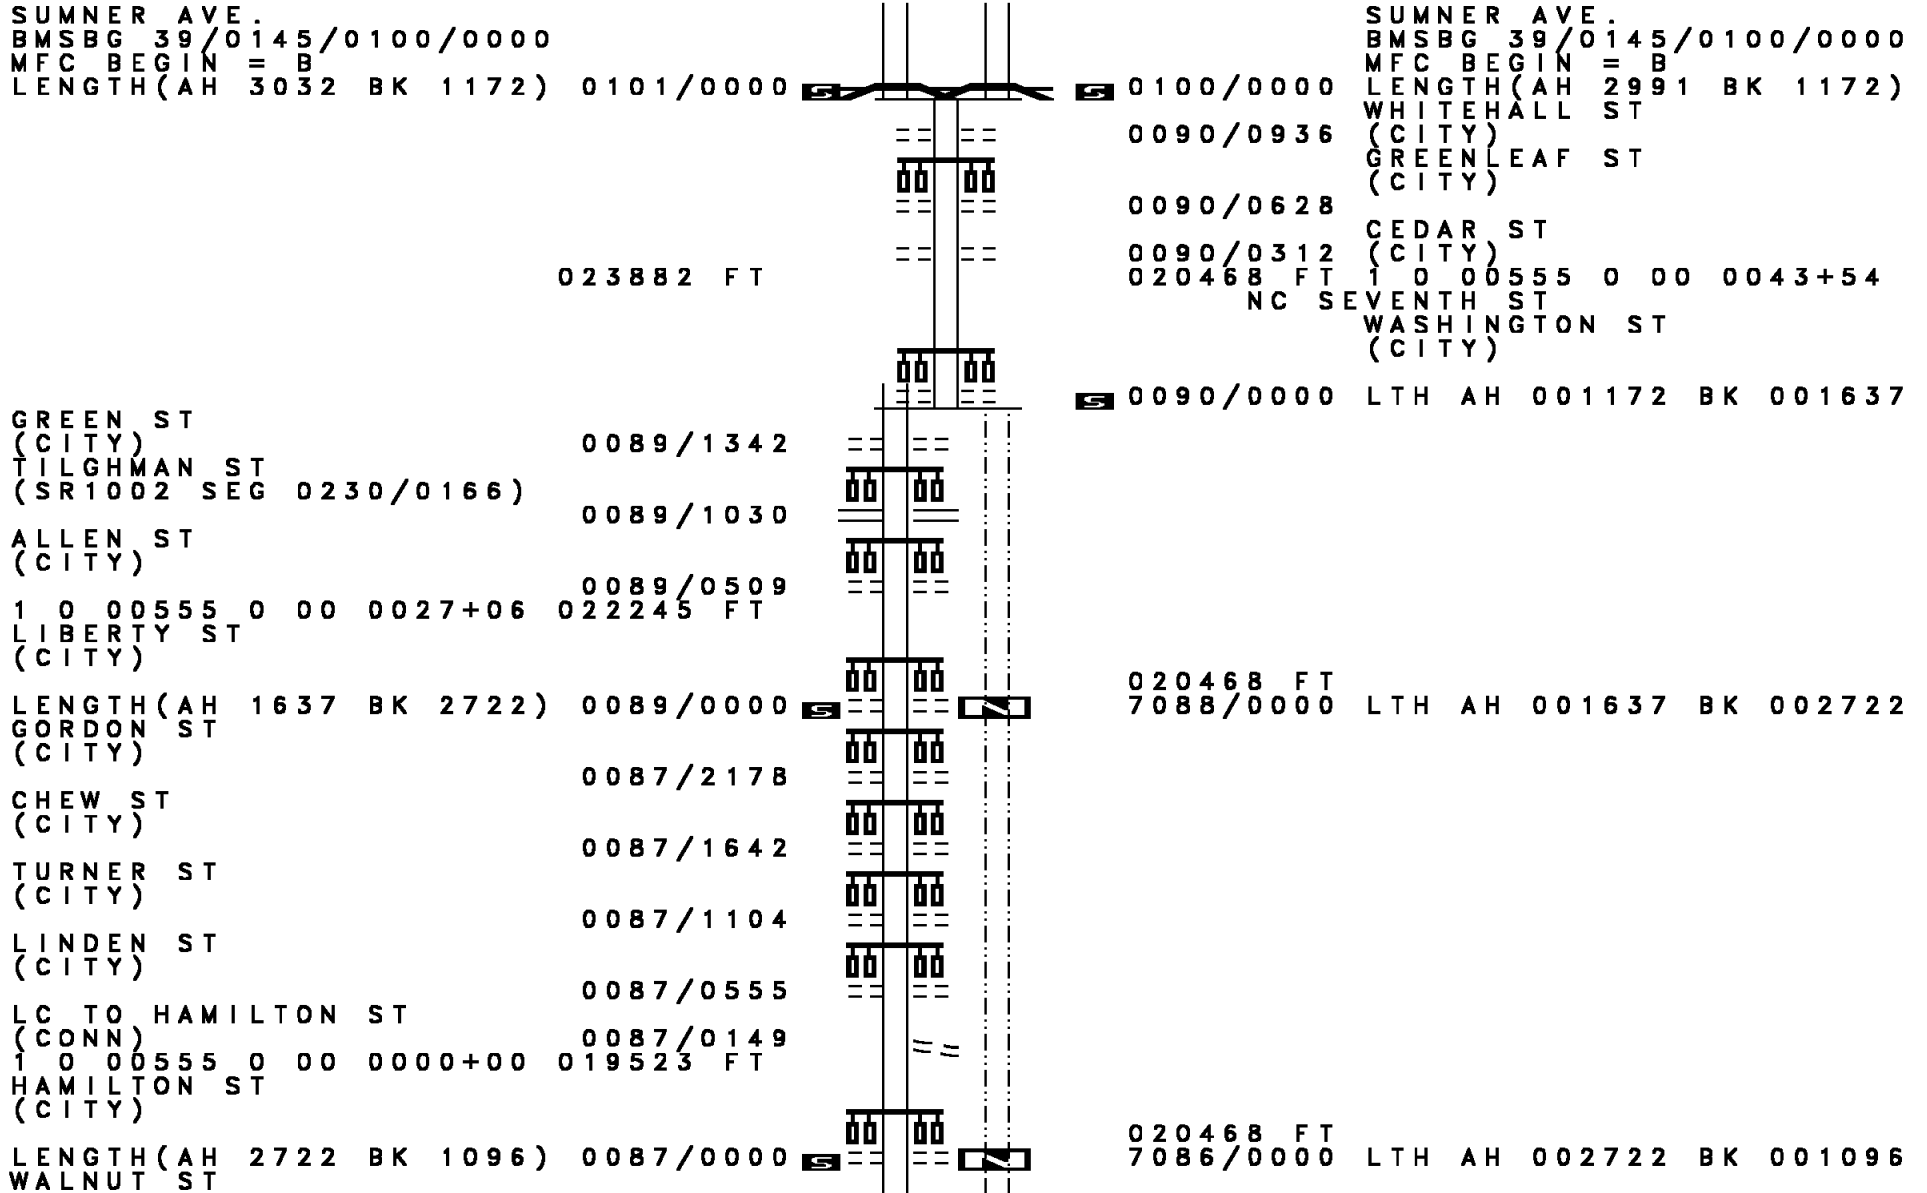 SUMNER AVE.
BMSBG 39/0145/0100/0000
MFC BEGIN = B
LENGTH(AH 3032 BK 1172) 0101/0000 S
023882 FT
GREEN ST
(CITY) 0089/1342
TILGHMAN ST
(SR1002 SEG 0230/0166)
0089/1030
ALLEN ST
(CITY)
0089/0509
1 0 00555 0 00 0027+06 022245 FT
LIBERTY ST
(CITY)
LENGTH(AH 1637 BK 2722) 0089/0000 S
GORDON ST
(CITY)
0087/2178
CHEW ST
(CITY)
0087/1642
TURNER ST
(CITY)
0087/1104
LINDEN ST
(CITY)
0087/0555
LC TO HAMILTON ST
(CONN) 0087/0149
1 0 00555 0 00 0000+00 019523 FT
HAMILTON ST
(CITY)
LENGTH(AH 2722 BK 1096) 0087/0000 S
WALNUT ST
SUMNER AVE.
BMSBG 39/0145/0100/0000
MFC BEGIN = B
S 0100/0000 LENGTH(AH 2991 BK 1172)
WHITEHALL ST
0090/0936 (CITY)
GREENLEAF ST
(CITY)
0090/0628
CEDAR ST
0090/0312 (CITY)
020468 FT 1 0 00555 0 00 0043+54
NC SEVENTH ST
WASHINGTON ST
(CITY)
S 0090/0000 LTH AH 001172 BK 001637
020468 FT
N 7088/0000 LTH AH 001637 BK 002722
020468 FT
N 7086/0000 LTH AH 002722 BK 001096